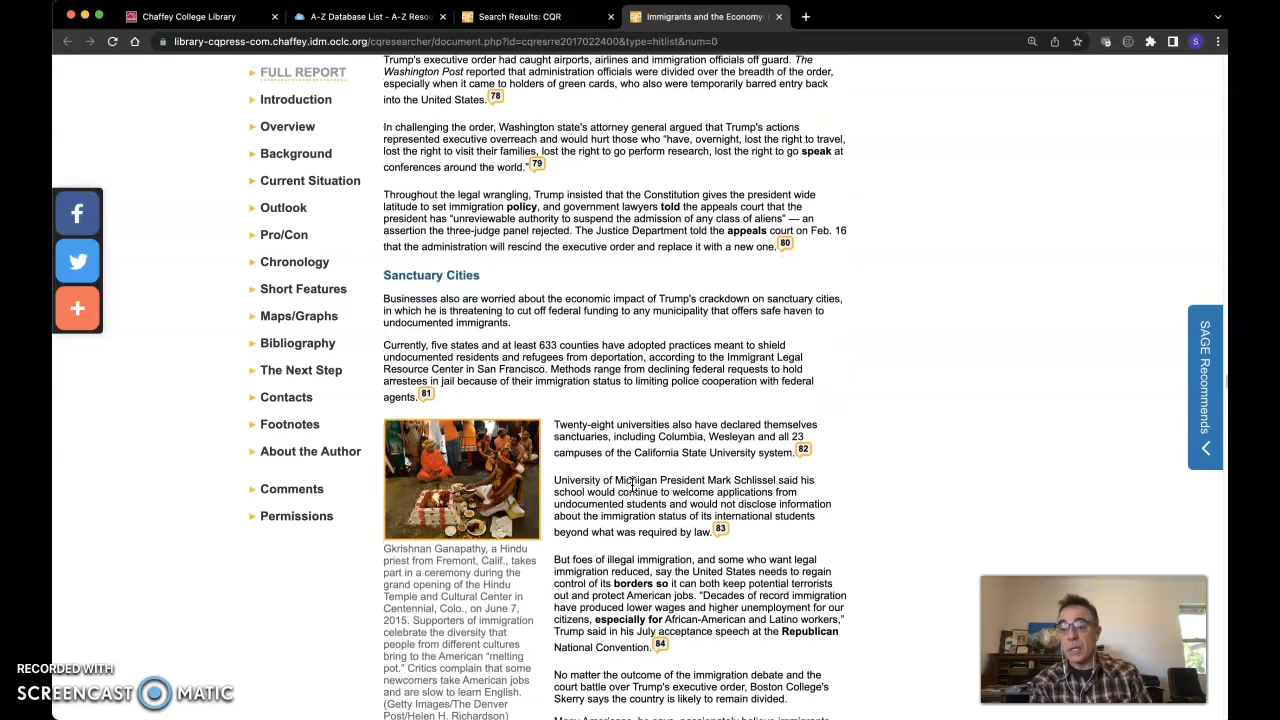 Chaffey College Library
A-Z Database List - A-Z Resou
Search Results: CQR
Immigrants and the Economy:
library-cqpress-com.chaffey.idm.oclc.org/cqresearcher/document.php?id=cqresrre2017022400&type=hitlist&num=0
S
FULL REPORT
Introduction
Overview
Background
Current Situation
Outlook
Pro/Con
Chronology
Short Features
Maps/Graphs
Bibliography
The Next Step
Contacts
Footnotes
About the Author
Comments
Permissions
Trump's executive order had caught airports, airlines and immigration officials off guard. The
Washington Post reported that administration officials were divided over the breadth of the order,
especially when it came to holders of green cards, who also were temporarily barred entry back
into the United States. 78
In challenging the order, Washington state's attorney general argued that Trump's actions
represented executive overreach and would hurt those who “have, overnight, lost the right to travel,
lost the right to visit their families, lost the right to go perform research, lost the right to go speak at
conferences around the world.” 79
Throughout the legal wrangling, Trump insisted that the Constitution gives the president wide
latitude to set immigration policy, and government lawyers told the appeals court that the
president has “unreviewable authority to suspend the admission of any class of aliens” — an
assertion the three-judge panel rejected. The Justice Department told the appeals court on Feb. 16
that the administration will rescind the executive order and replace it with a new one. 80
Sanctuary Cities
Businesses also are worried about the economic impact of Trump's crackdown on sanctuary cities,
in which he is threatening to cut off federal funding to any municipality that offers safe haven to
undocumented immigrants.
Currently, five states and at least 633 counties have adopted practices meant to shield
undocumented residents and refugees from deportation, according to the Immigrant Legal
Resource Center in San Francisco. Methods range from declining federal requests to hold
arrestees in jail because of their immigration status to limiting police cooperation with federal
agents. 81
Gkrishnan Ganapathy, a Hindu
priest from Fremont, Calif., takes
part in a ceremony during the
grand opening of the Hindu
Temple and Cultural Center in
Centennial, Colo., on June 7,
2015. Supporters of immigration
celebrate the diversity that
people from different cultures
bring to the American “melting
pot.” Critics complain that some
newcomers take American jobs
and are slow to learn English.
(Getty Images/The Denver
Post/Helen H. Richardson)
Twenty-eight universities also have declared themselves
sanctuaries, including Columbia, Wesleyan and all 23
campuses of the California State University system. 82
University of Michigan President Mark Schlissel said his
school would continue to welcome applications from
undocumented students and would not disclose information
about the immigration status of its international students
beyond what was required by law. 83
But foes of illegal immigration, and some who want legal
immigration reduced, say the United States needs to regain
control of its borders so it can both keep potential terrorists
out and protect American jobs. “Decades of record immigration
have produced lower wages and higher unemployment for our
citizens, especially for African-American and Latino workers,”
Trump said in his July acceptance speech at the Republican
National Convention. 84
No matter the outcome of the immigration debate and the
court battle over Trump's executive order, Boston College's
Skerry says the country is likely to remain divided.
SAGE Recommends
RECORDED WITH
SCREENCAST MATIC